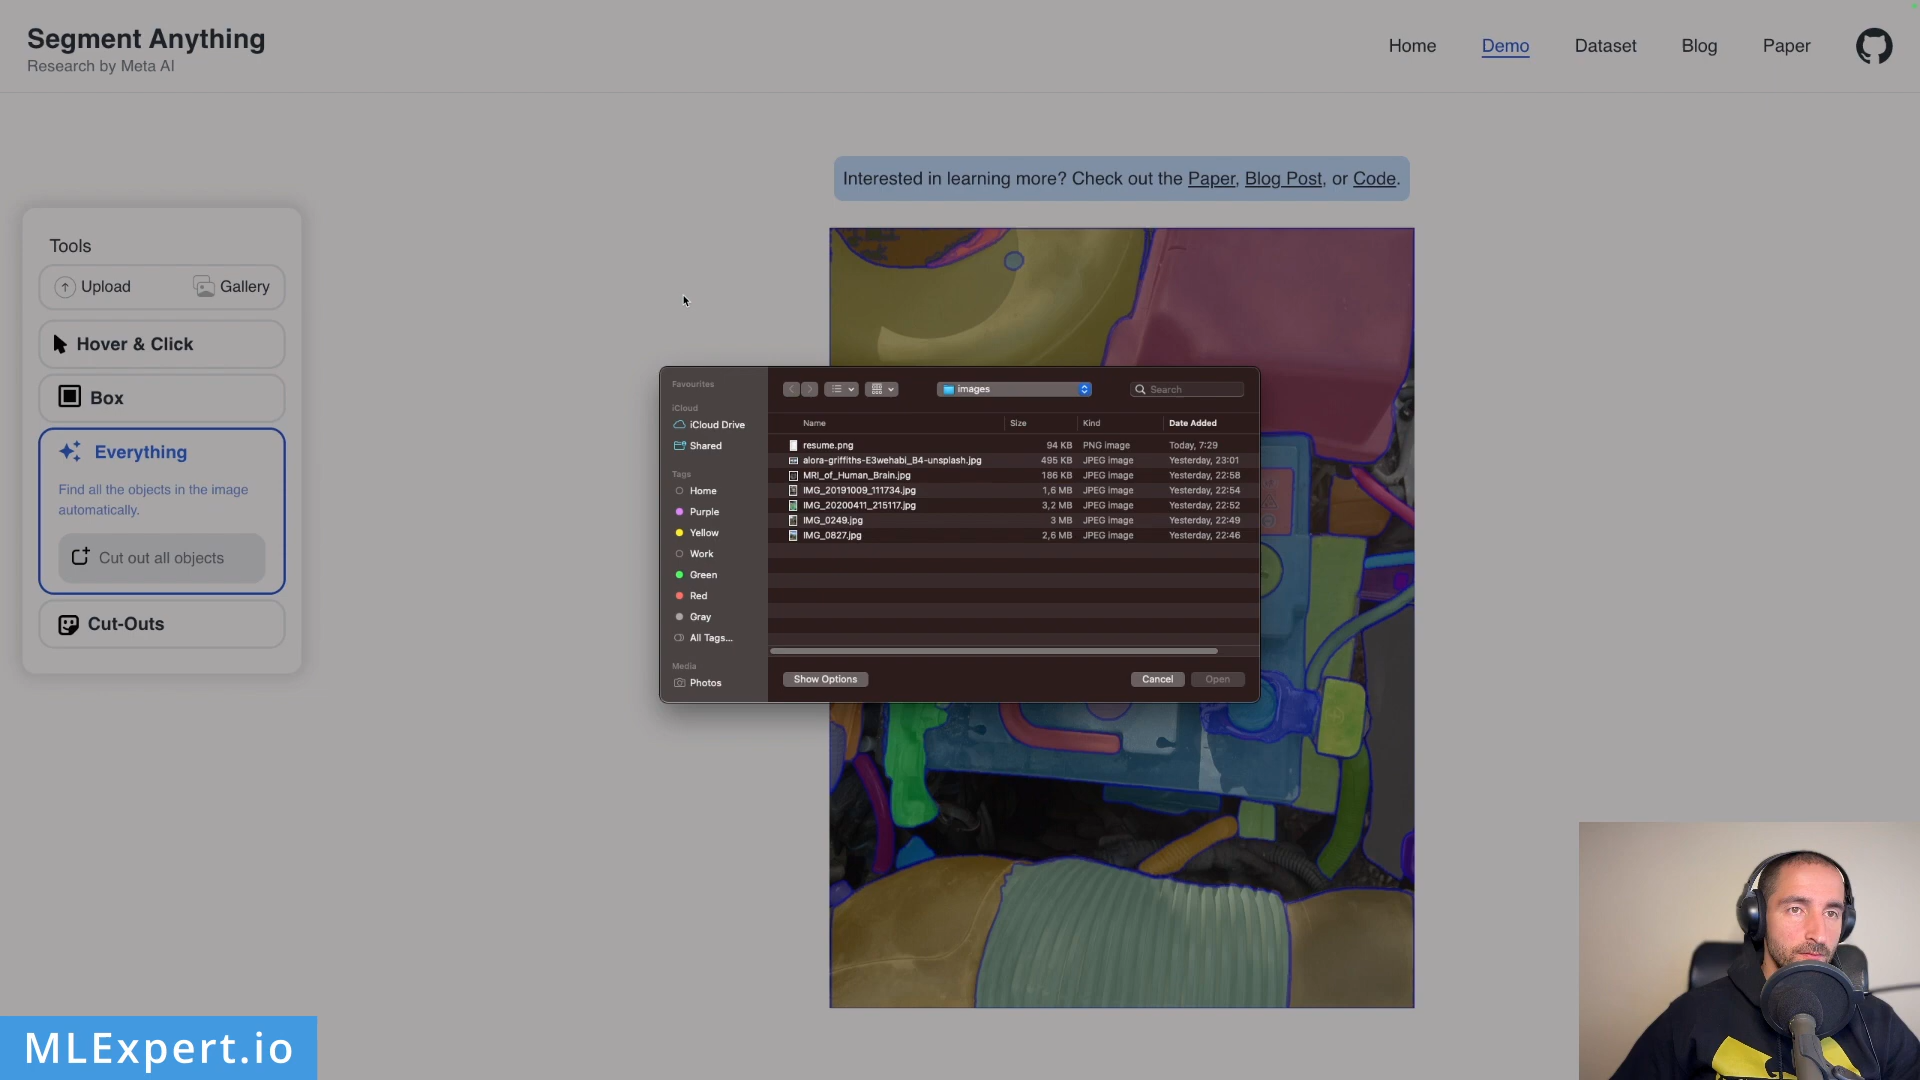 Segment Anything
Research by Meta AI
Home
Demo
Dataset
Blog
Paper
Interested in learning more? Check out the Paper, Blog Post, or Code.
Tools
Upload
Gallery
Hover & Click
Box
Everything
Find all the objects in the image
automatically.
Cut out all objects
Cut-Outs
Favourites
iCloud
iCloud Drive
Shared
Tags
Home
Purple
Yellow
Work
Green
Red
Gray
All Tags...
Media
Photos
images
Search
Name Size Kind Date Added
resume.png 94 KB PNG image Today, 7:29
alora-griffiths-E3wehabi_B4-unsplash.jpg 495 KB JPEG image Yesterday, 23:01
MRI_of_Human_Brain.jpg 186 KB JPEG image Yesterday, 22:58
IMG_20191009_111734.jpg 1,6 MB JPEG image Yesterday, 22:54
IMG_20200411_215117.jpg 3,2 MB JPEG image Yesterday, 22:52
IMG_0249.jpg 3 MB JPEG image Yesterday, 22:49
IMG_0827.jpg 2,6 MB JPEG image Yesterday, 22:46
Show Options
Cancel
Open
MLExpert.io